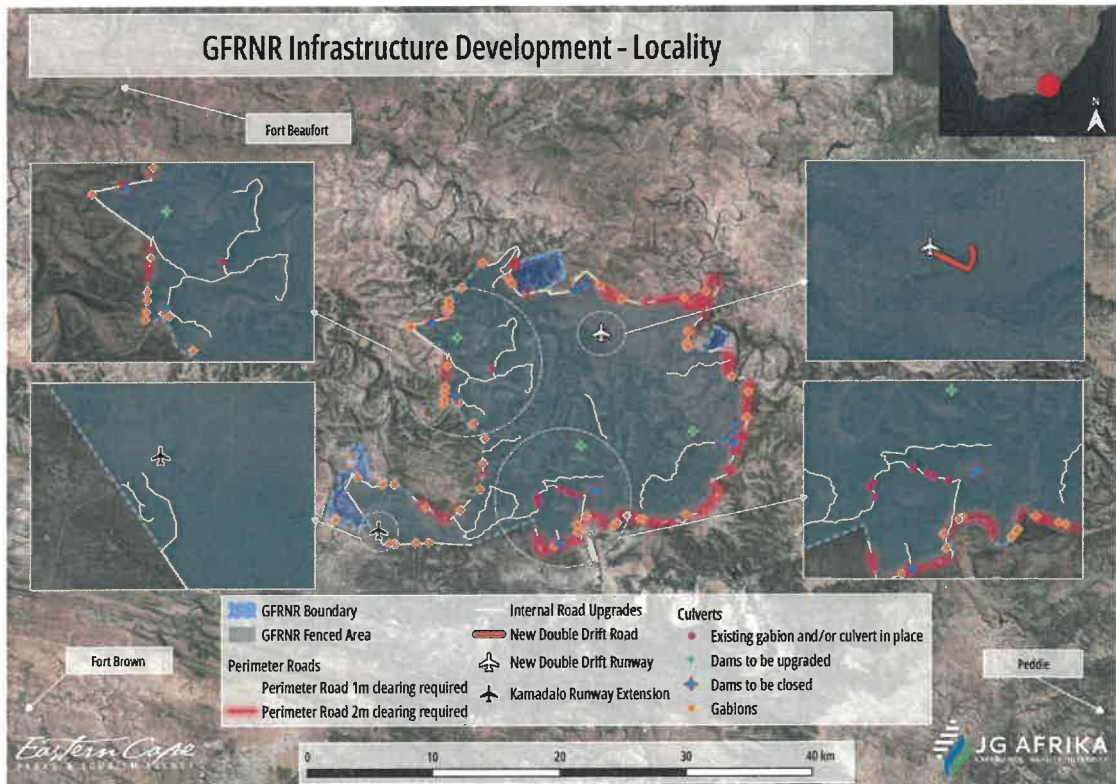 GFRNR Infrastructure Development - Locality
N
Fort Beaufort
GFRNR Boundary
GFRNR Fenced Area
Perimeter Roads
Perimeter Road 1m clearing required
Perimeter Road 2m clearing required
Internal Road Upgrades
New Double Drift Road
New Double Drift Runway
Kamadalo Runway Extension
Culverts
Existing gabion and/or culvert in place
Dams to be upgraded
Dams to be closed
Gabions
Fort Brown
Peddie
Eastern Cape
PARKS & TOURISM AGENCY
0 10 20 30 40 km
JG AFRIKA